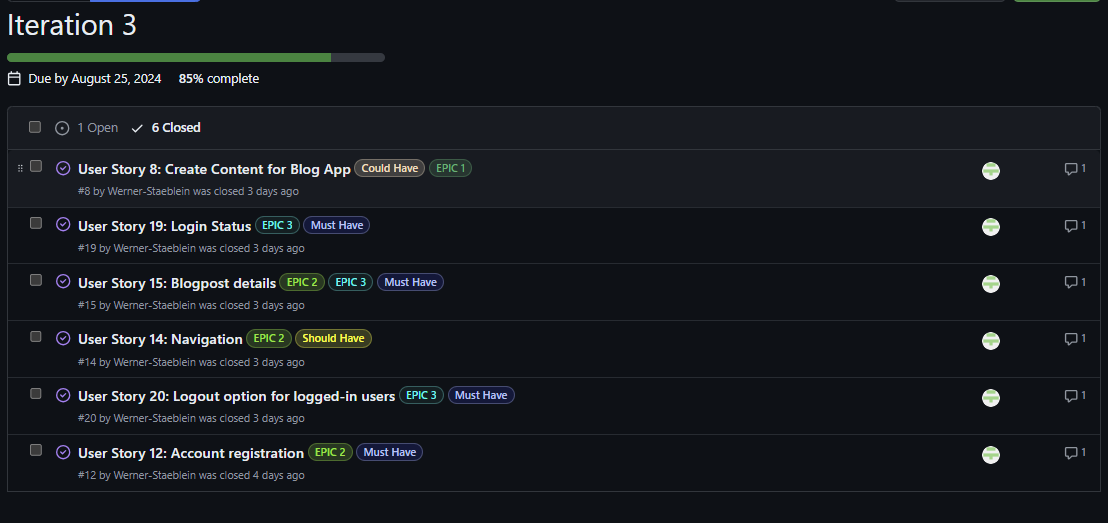 Iteration 3
Due by August 25, 2024 85% complete
1 Open 6 Closed
User Story 8: Create Content for Blog App Could Have EPIC 1
1
#8 by Werner-Staeblein was closed 3 days ago
User Story 19: Login Status EPIC 3 Must Have
1
#19 by Werner-Staeblein was closed 3 days ago
User Story 15: Blogpost details EPIC 2 EPIC 3 Must Have
1
#15 by Werner-Staeblein was closed 3 days ago
User Story 14: Navigation EPIC 2 Should Have
1
#14 by Werner-Staeblein was closed 3 days ago
User Story 20: Logout option for logged-in users EPIC 3 Must Have
1
#20 by Werner-Staeblein was closed 3 days ago
User Story 12: Account registration EPIC 2 Must Have
1
#12 by Werner-Staeblein was closed 4 days ago